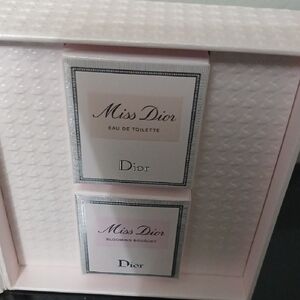 Miss Dior
EAU DE TOILETTE
Dior
Miss Dior
BLOOMING BOUQUET
Dior